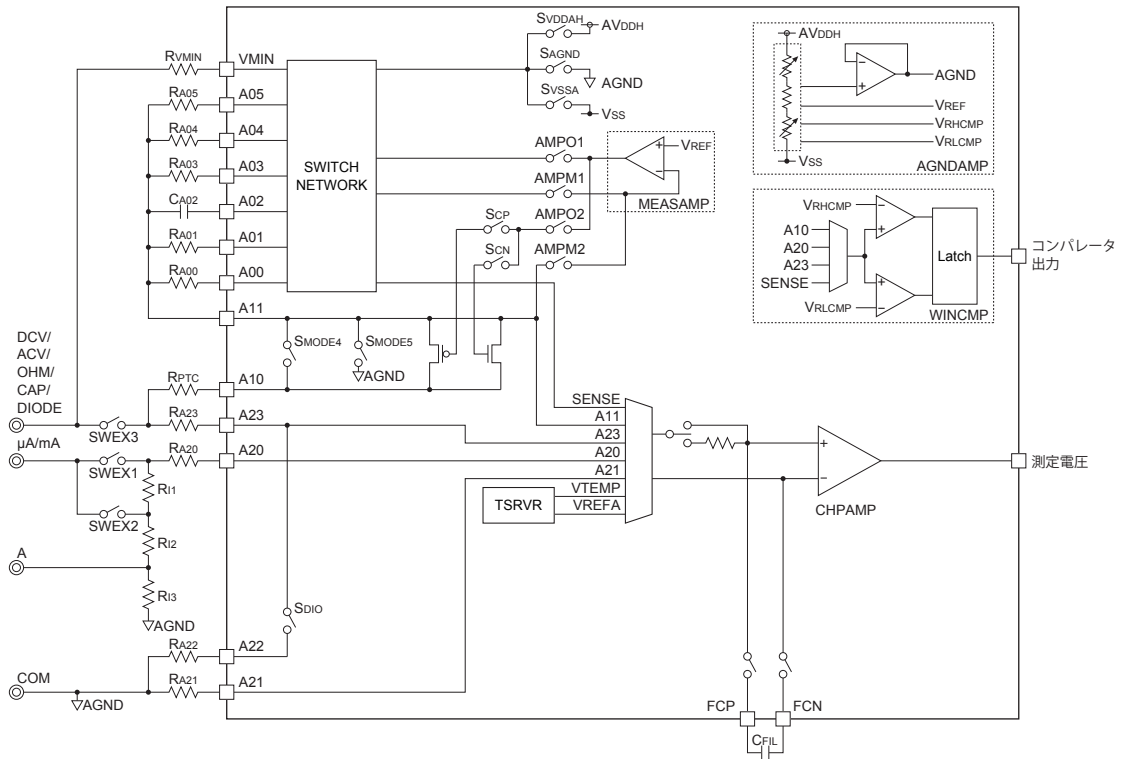 SVDDAH
AVDDH
SAGND
AGND
SVSSA
VSS
AVDDH
AGND
VREF
VRHCMP
VRLCMP
VSS
AGNDAMP
RVMIN
VMIN
RA05
A05
RA04
A04
RA03
A03
CA02
A02
RA01
A01
RA00
A00
A11
SWITCH
NETWORK
AMPO1
AMPM1
AMPO2
AMPM2
SCP
SCN
VREF
MEASAMP
VRHCMP
A10
A20
A23
SENSE
VRLCMP
Latch
WINCMP
コンパレータ
出力
DCV/
ACV/
OHM/
CAP/
DIODE
SMODE4
SMODE5
AGND
RPTC
A10
RA23
A23
SWEX3
μA/mA
SWEX1
RA20
A20
RI1
SWEX2
RI2
A
RI3
AGND
SENSE
A11
A23
A20
A21
VTEMP
VREFA
TSRVR
CHPAMP
測定電圧
SDIO
RA22
A22
COM
AGND
RA21
A21
FCP
FCN
CFIL